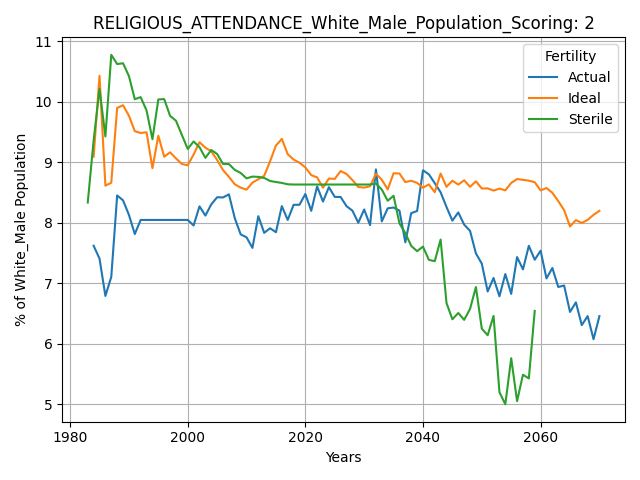 RELIGIOUS_ATTENDANCE_White_Male_Population_Scoring: 2
Fertility
Actual
Ideal
Sterile
% of White_Male Population
11
10
9
8
7
6
5
1980
2000
2020
2040
2060
Years